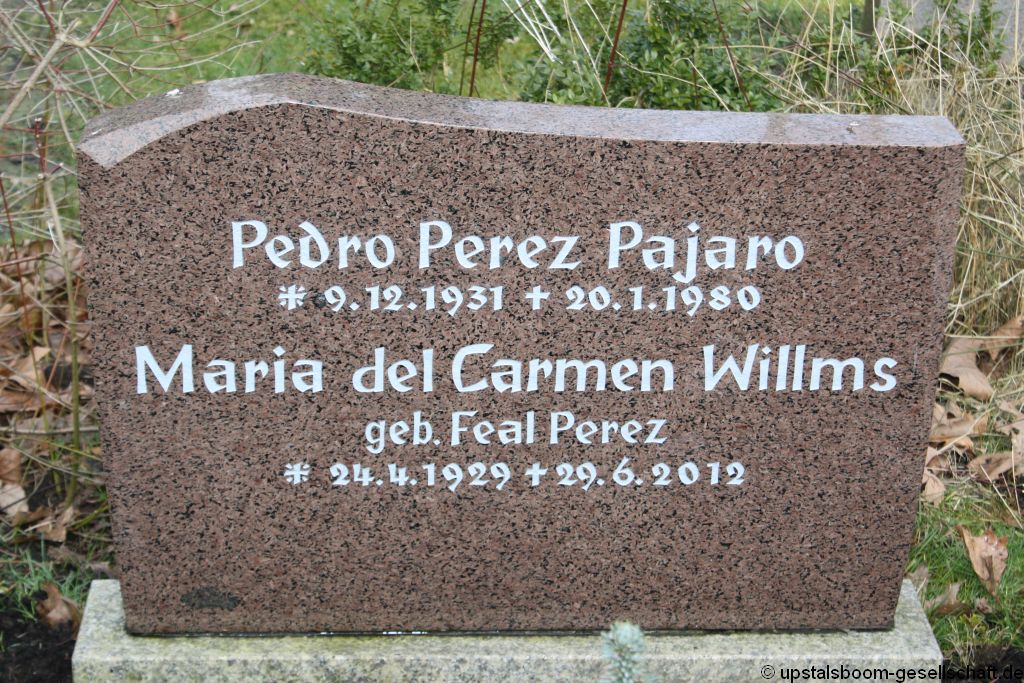 Pedro Perez Pajaro
* 9.12.1931 + 20.1.1980
Maria del Carmen Willms
geb. Feal Perez
* 24.4.1929 + 29.6.2012
© upstalsboom-gesellschaft.de